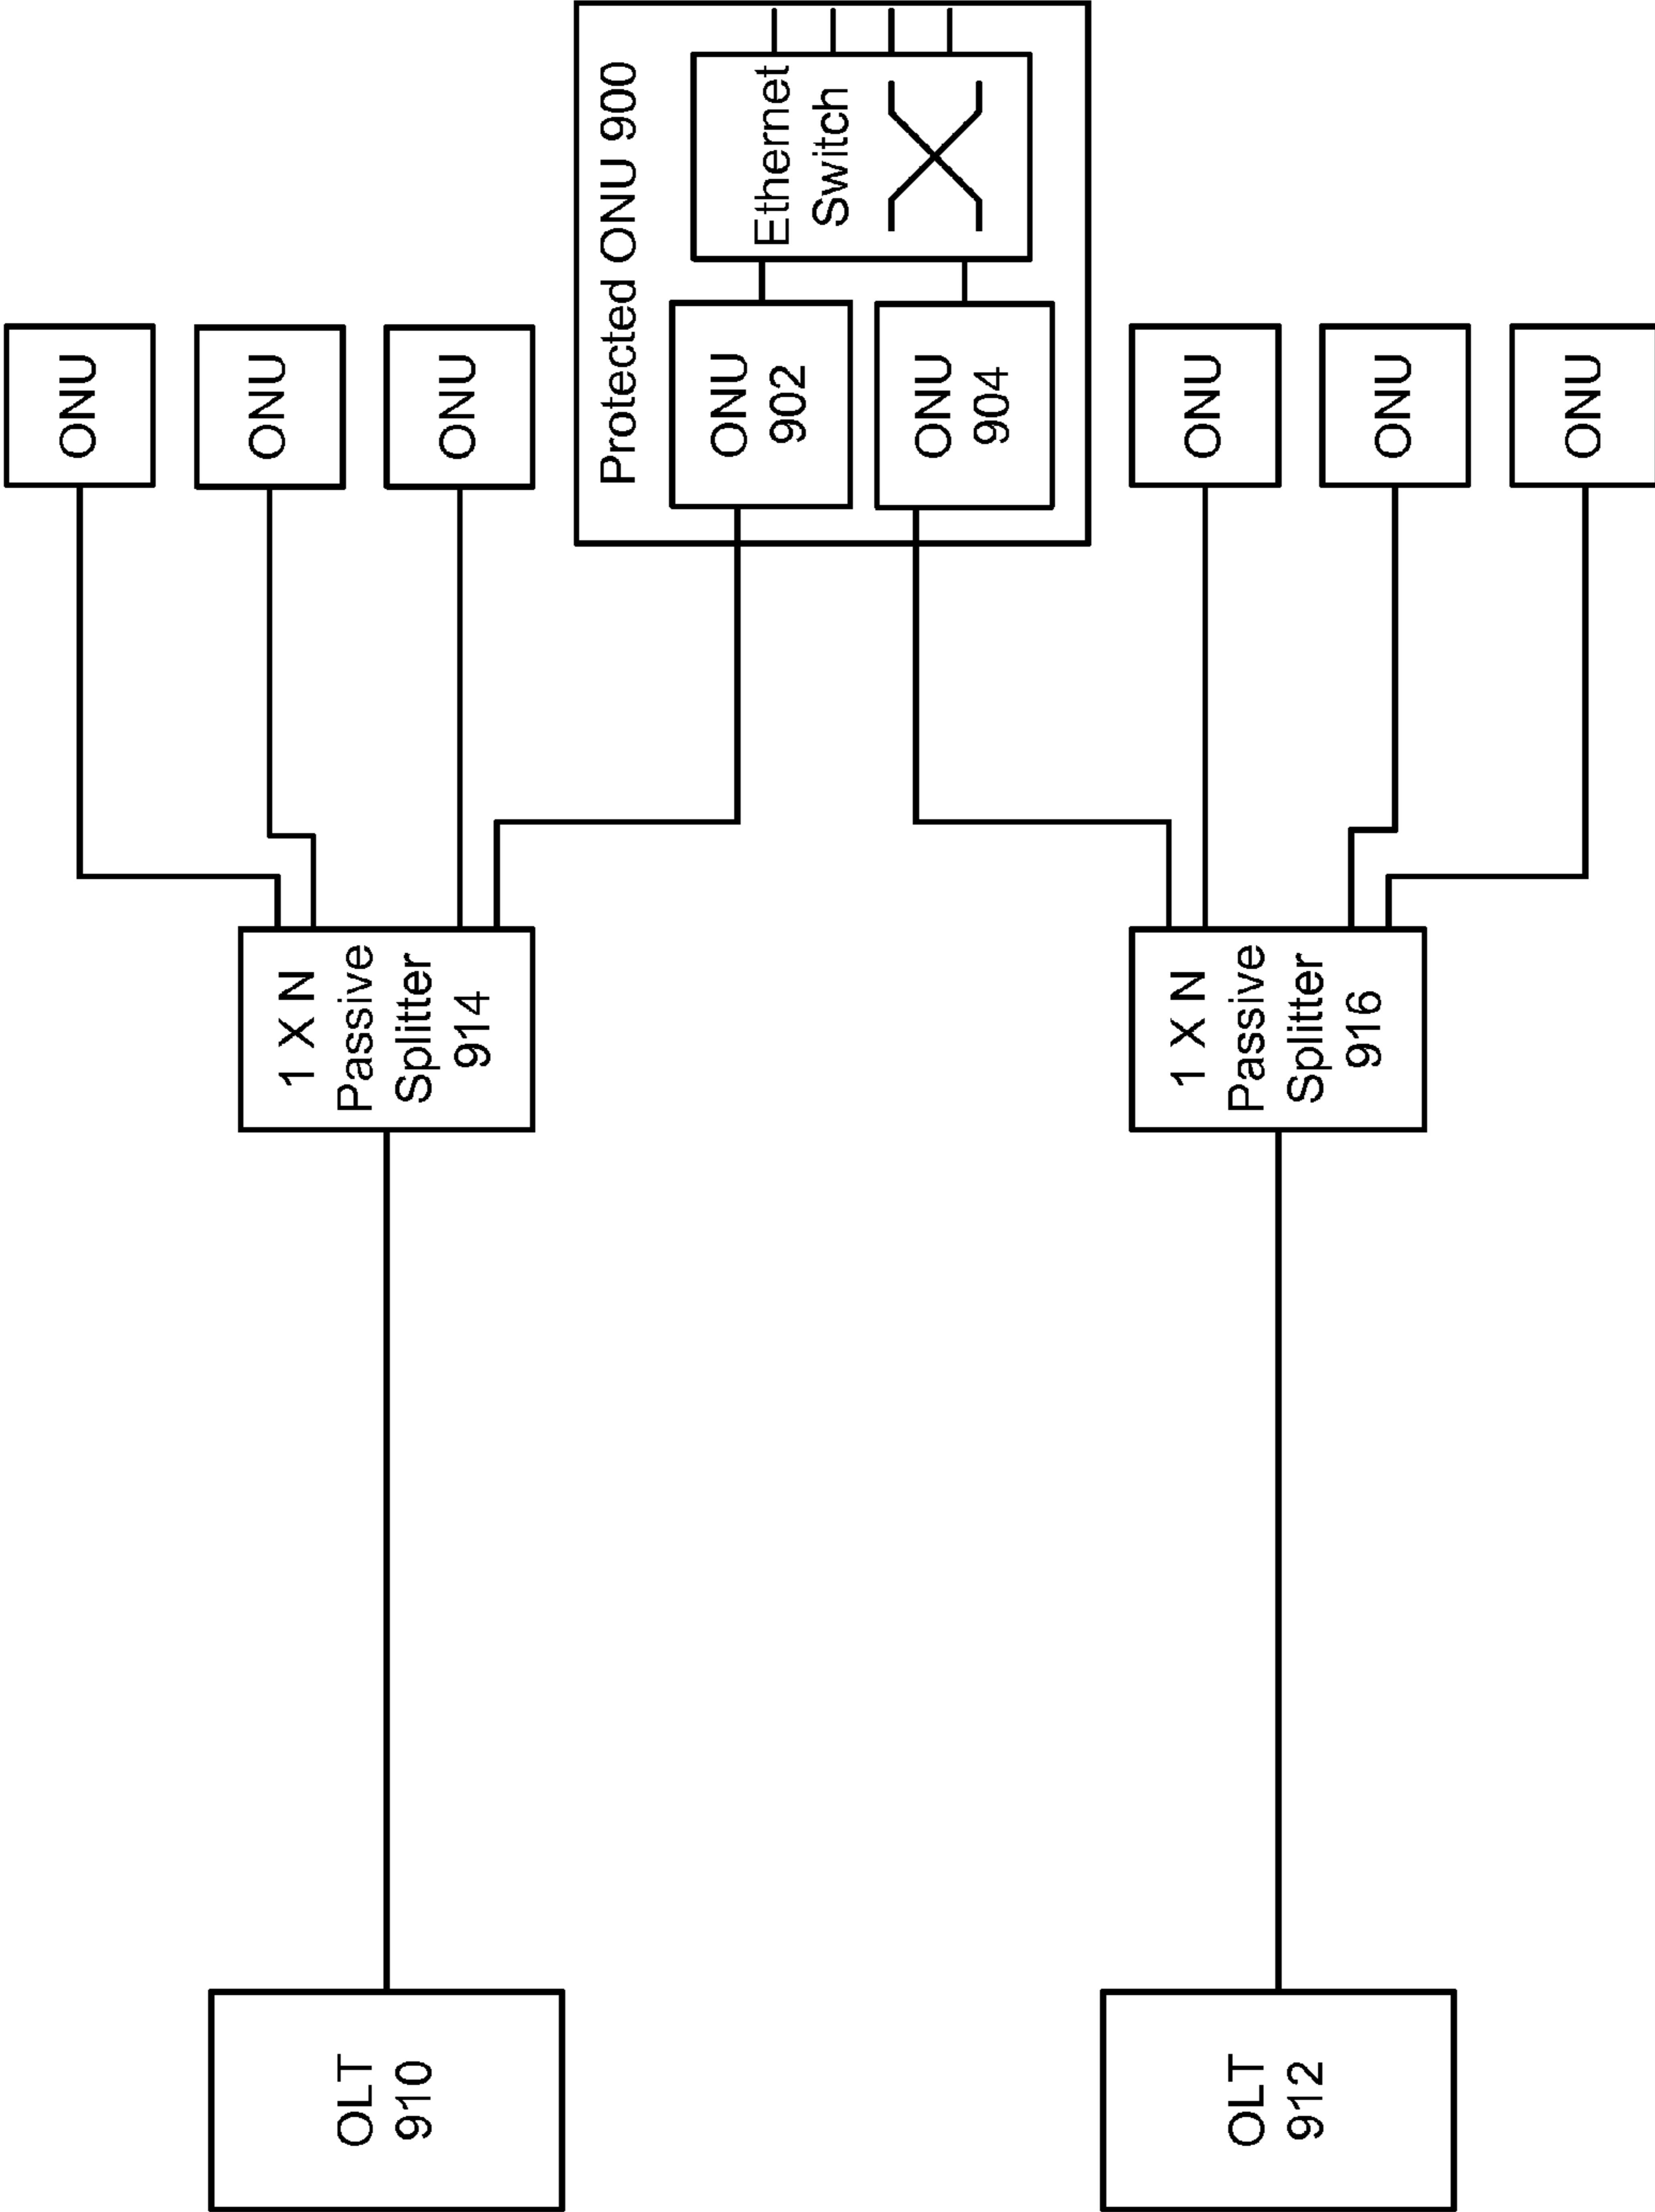 ONU
ONU
ONU
Protected ONU 900
ONU
902
Ethernet
Switch
ONU
904
ONU
ONU
ONU
1 X N
Passive
Splitter
914
1 X N
Passive
Splitter
916
OLT
910
OLT
912